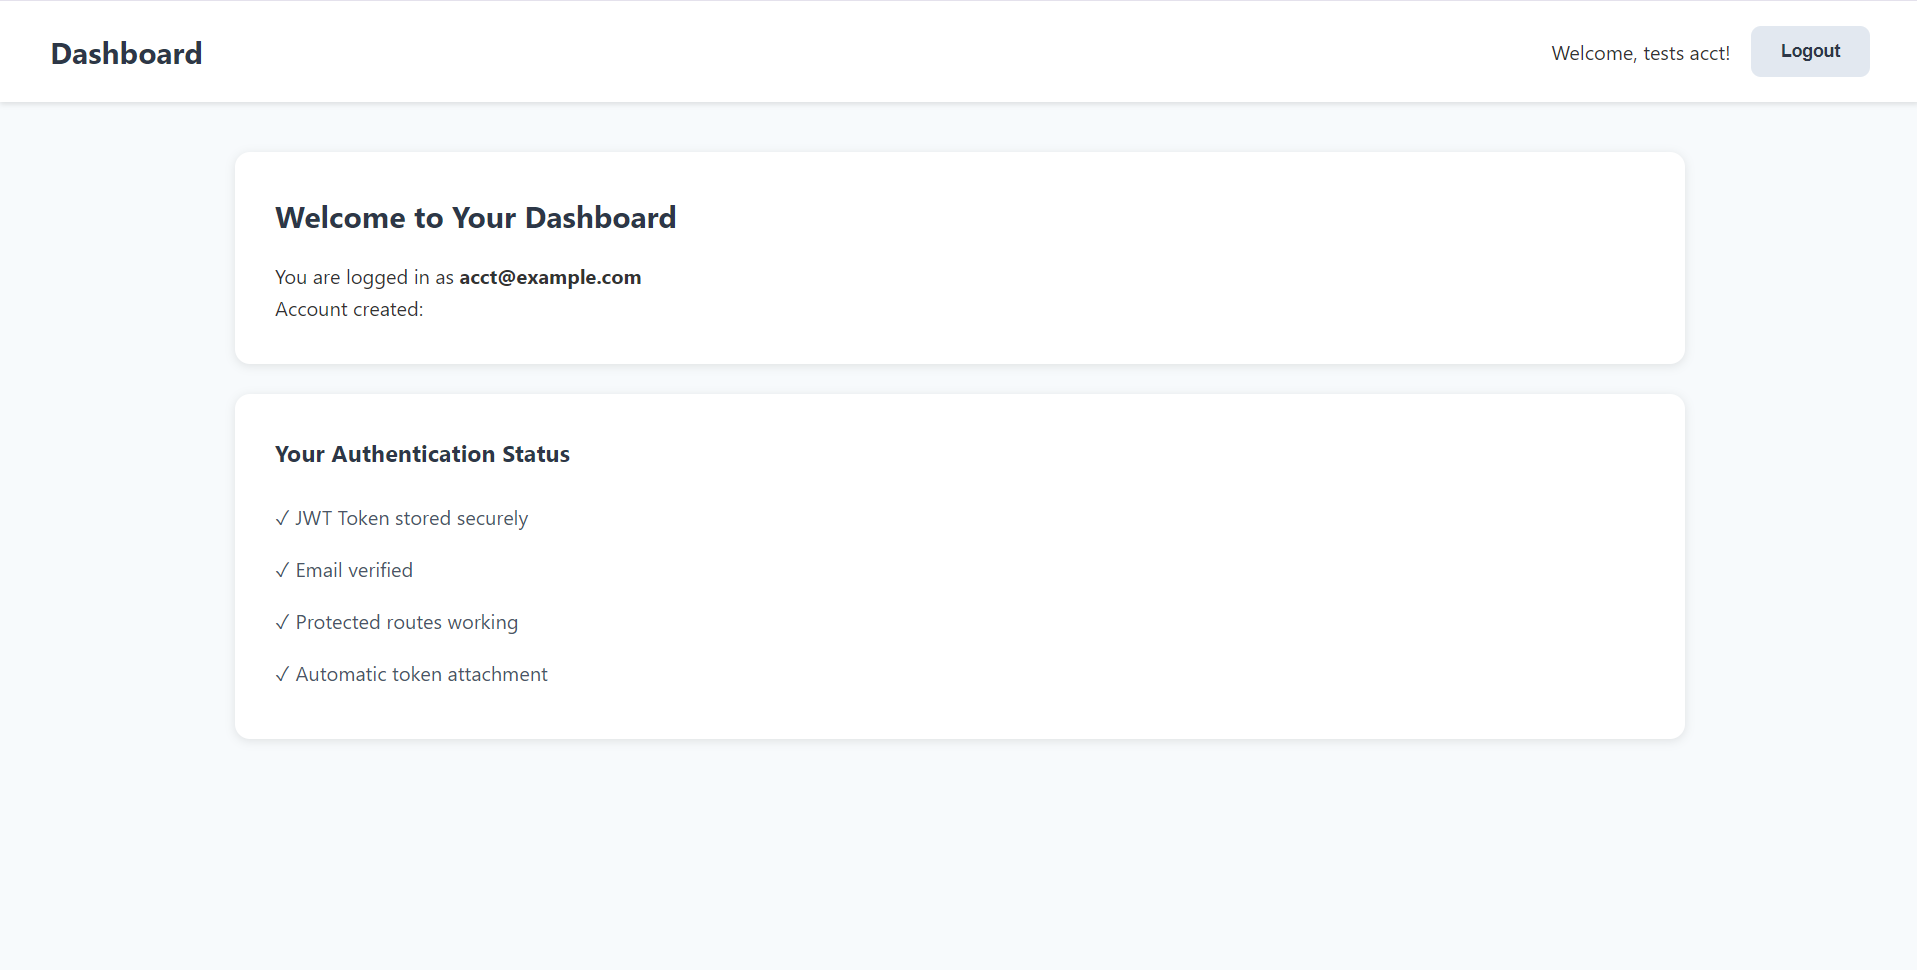 Dashboard
Welcome, tests acct!
Logout
Welcome to Your Dashboard
You are logged in as acct@example.com
Account created:
Your Authentication Status
✓ JWT Token stored securely
✓ Email verified
✓ Protected routes working
✓ Automatic token attachment